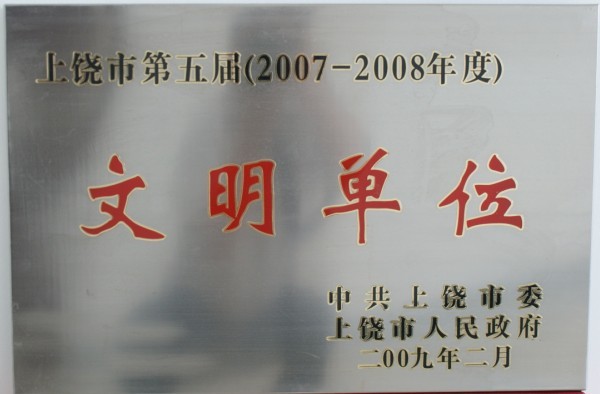 上饶市第五届(2007-2008年度)
文明单位
中共上饶市委
上饶市人民政府
二00九年二月